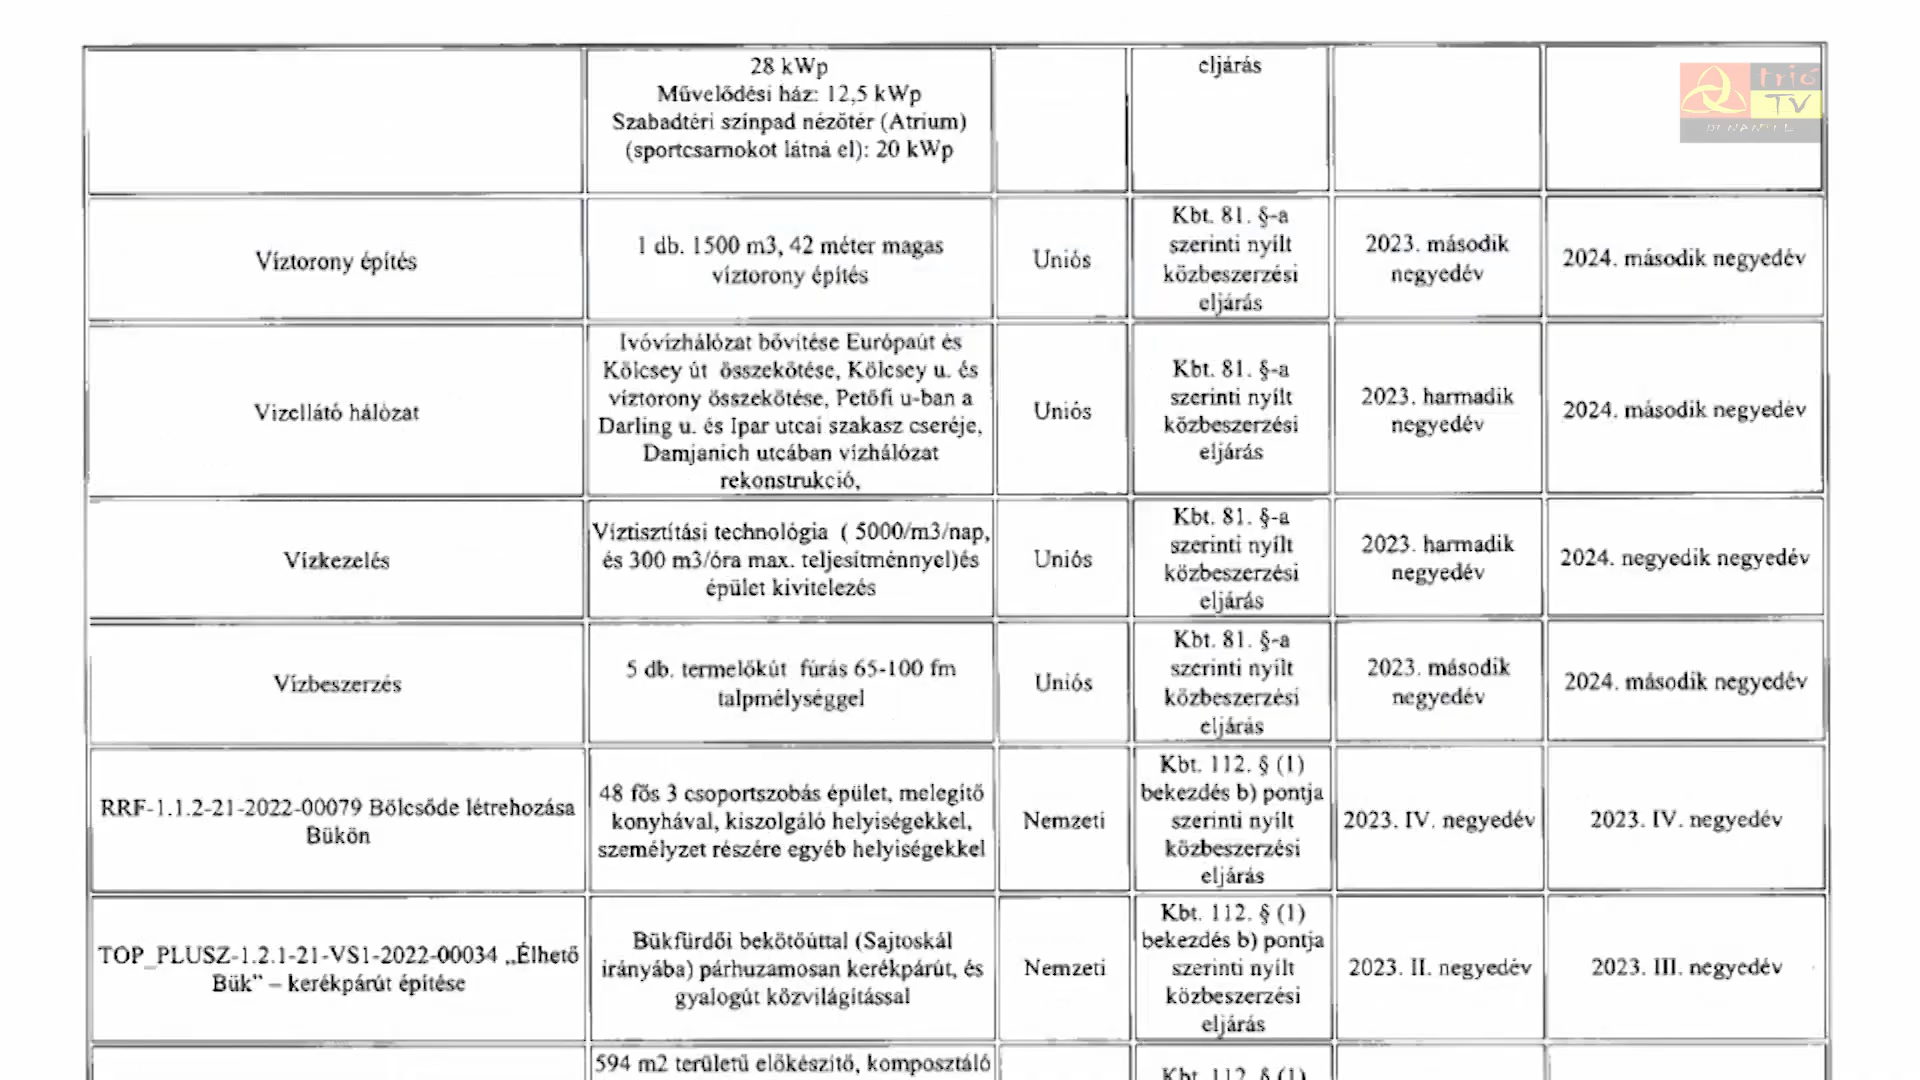 28 kWp
Művelődési ház: 12,5 kWp
Szabadtéri színpad nézőtér (Atrium)
(sportcsarnokot látná el): 20 kWp
eljárás
trió
TV
Víztorony építés
1 db. 1500 m3, 42 méter magas
víztorony építés
Uniós
Kbt. 81. §-a
szerinti nyílt
közbeszerzési
eljárás
2023. második
negyedév
2024. második negyedév
Vízellátó hálózat
Ivóvízhálózat bővítése Európaút és
Kölcsey út összekötése, Kölcsey u. és
víztorony összekötése, Petőfi u-ban a
Darling u. és Ipar utcai szakasz cseréje,
Damjanich utcában vízhálózat
rekonstrukció,
Uniós
Kbt. 81. §-a
szerinti nyílt
közbeszerzési
eljárás
2023. harmadik
negyedév
2024. második negyedév
Vízkezelés
Víztisztítási technológia ( 5000/m3/nap,
és 300 m3/óra max. teljesítménnyel)és
épület kivitelezés
Uniós
Kbt. 81. §-a
szerinti nyílt
közbeszerzési
eljárás
2023. harmadik
negyedév
2024. negyedik negyedév
Vízbeszerzés
5 db. termelőkút fúrás 65-100 fm
talpmélységgel
Uniós
Kbt. 81. §-a
szerinti nyílt
közbeszerzési
eljárás
2023. második
negyedév
2024. második negyedév
RRF-1.1.2-21-2022-00079 Bölcsőde létrehozása
Bükön
48 fős 3 csoportszobás épület, melegítő
konyhával, kiszolgáló helyiségekkel,
személyzet részére egyéb helyiségekkel
Nemzeti
Kbt. 112. § (1)
bekezdés b) pontja
szerinti nyílt
közbeszerzési
eljárás
2023. IV. negyedév
2023. IV. negyedév
TOP_PLUSZ-1.2.1-21-VS1-2022-00034 „Élhető
Bük” – kerékpárút építése
Bükfürdői bekötőúttal (Sajtoskál
irányába) párhuzamosan kerékpárút, és
gyalogút közvilágítással
Nemzeti
Kbt. 112. § (1)
bekezdés b) pontja
szerinti nyílt
közbeszerzési
eljárás
2023. II. negyedév
2023. III. negyedév
594 m2 területű előkészítő, komposztáló
Kbt. 112. § (1)